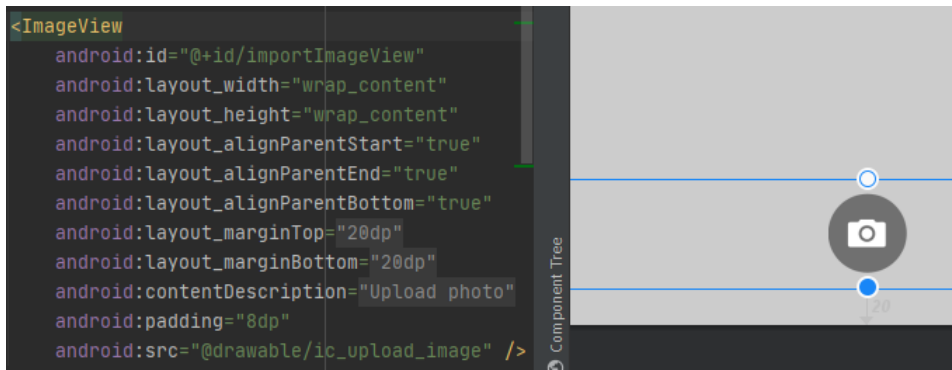 <ImageView
android:id="@+id/importImageView"
android:layout_width="wrap_content"
android:layout_height="wrap_content"
android:layout_alignParentStart="true"
android:layout_alignParentEnd="true"
android:layout_alignParentBottom="true"
android:layout_marginTop="20dp"
android:layout_marginBottom="20dp"
android:contentDescription="Upload photo"
android:padding="8dp"
android:src="@drawable/ic_upload_image" />
Component Tree
20